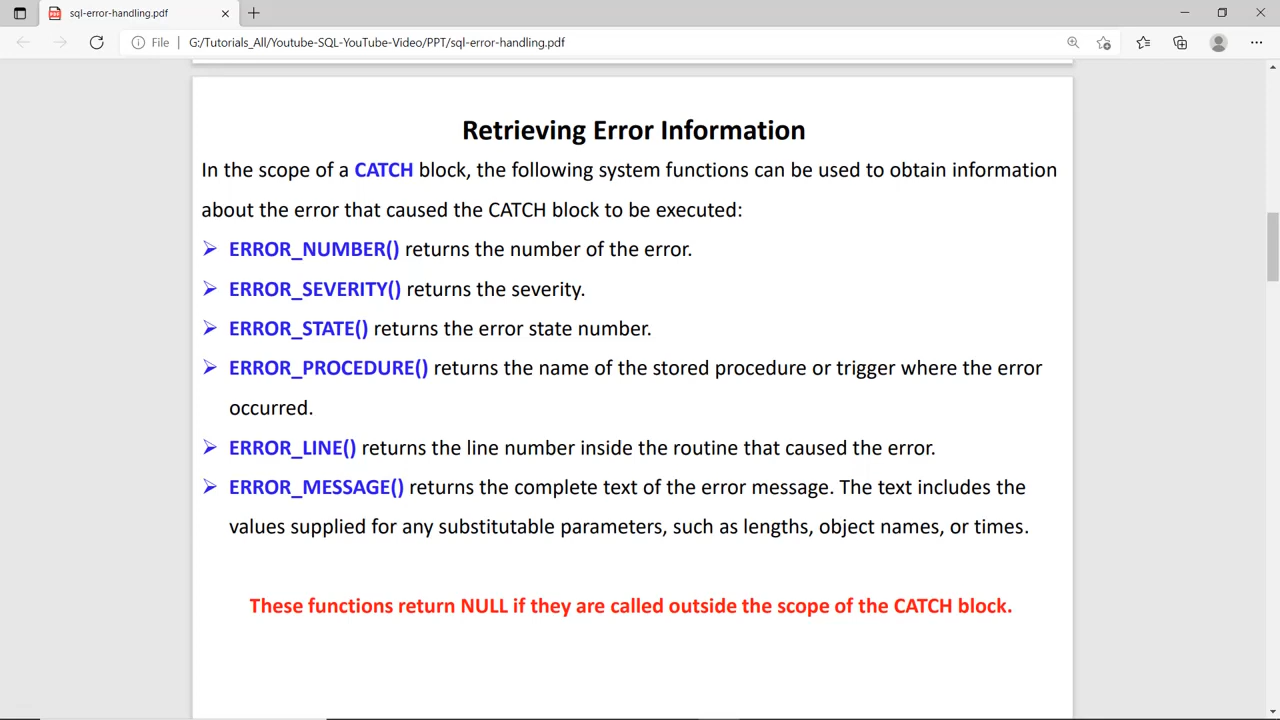 sql-error-handling.pdf
File
G:/Tutorials_All/Youtube-SQL-YouTube-Video/PPT/sql-error-handling.pdf
Retrieving Error Information
In the scope of a CATCH block, the following system functions can be used to obtain information
about the error that caused the CATCH block to be executed:
ERROR_NUMBER() returns the number of the error.
ERROR_SEVERITY() returns the severity.
ERROR_STATE() returns the error state number.
ERROR_PROCEDURE() returns the name of the stored procedure or trigger where the error
occurred.
ERROR_LINE() returns the line number inside the routine that caused the error.
ERROR_MESSAGE() returns the complete text of the error message. The text includes the
values supplied for any substitutable parameters, such as lengths, object names, or times.
These functions return NULL if they are called outside the scope of the CATCH block.